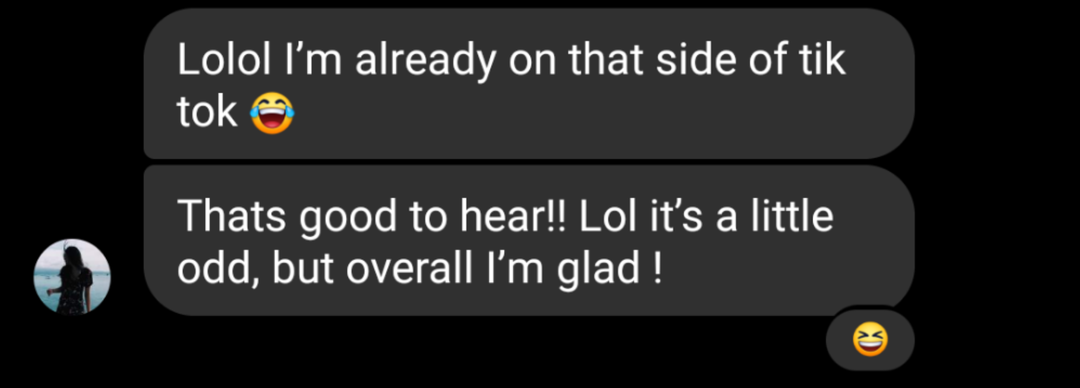 Lolol I’m already on that side of tik
tok 😂
Thats good to hear!! Lol it’s a little
odd, but overall I’m glad !
😆